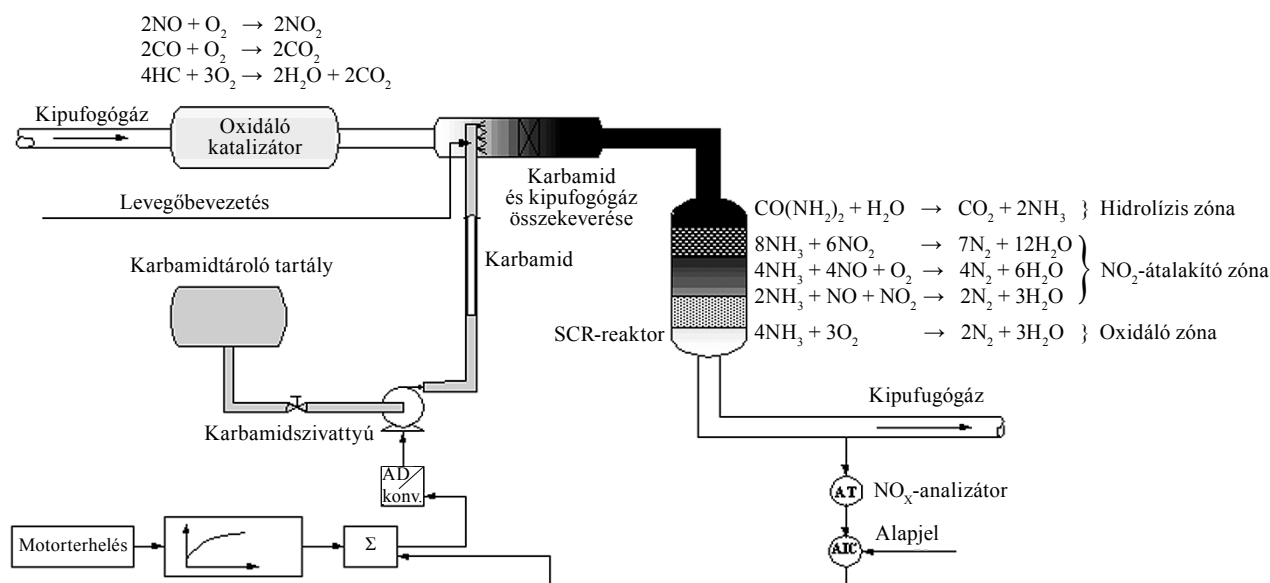 2NO + O₂ → 2NO₂
2CO + O₂ → 2CO₂
4HC + 3O₂ → 2H₂O + 2CO₂
Kipufogógáz
Oxidáló
katalizátor
Levegőbevezetés
Karbamid
és kipufogógáz
összekeverése
Karbamid
Karbamidtároló tartály
Karbamidszivattyú
CO(NH₂)₂ + H₂O → CO₂ + 2NH₃ } Hidrolízis zóna
8NH₃ + 6NO₂ → 7N₂ + 12H₂O
4NH₃ + 4NO + O₂ → 4N₂ + 6H₂O } NO₂-átalakító zóna
2NH₃ + NO + NO₂ → 2N₂ + 3H₂O
SCR-reaktor
4NH₃ + 3O₂ → 2N₂ + 3H₂O } Oxidáló zóna
Kipufugógáz
AD
konv.
AT
NOX-analizátor
Motorterhelés
Σ
AIC
Alapjel